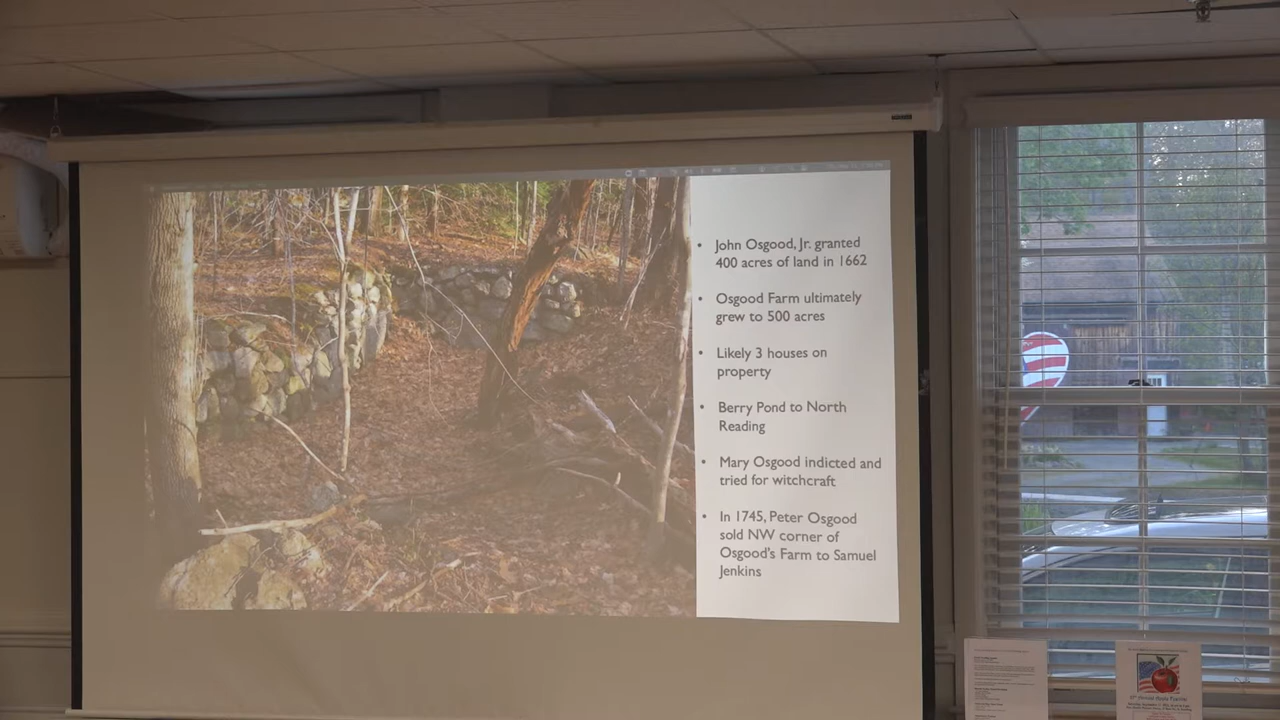 • John Osgood, Jr. granted
400 acres of land in 1662
• Osgood Farm ultimately
grew to 500 acres
• Likely 3 houses on
property
• Berry Pond to North
Reading
• Mary Osgood indicted and
tried for witchcraft
• In 1745, Peter Osgood
sold NW corner of
Osgood's Farm to Samuel
Jenkins